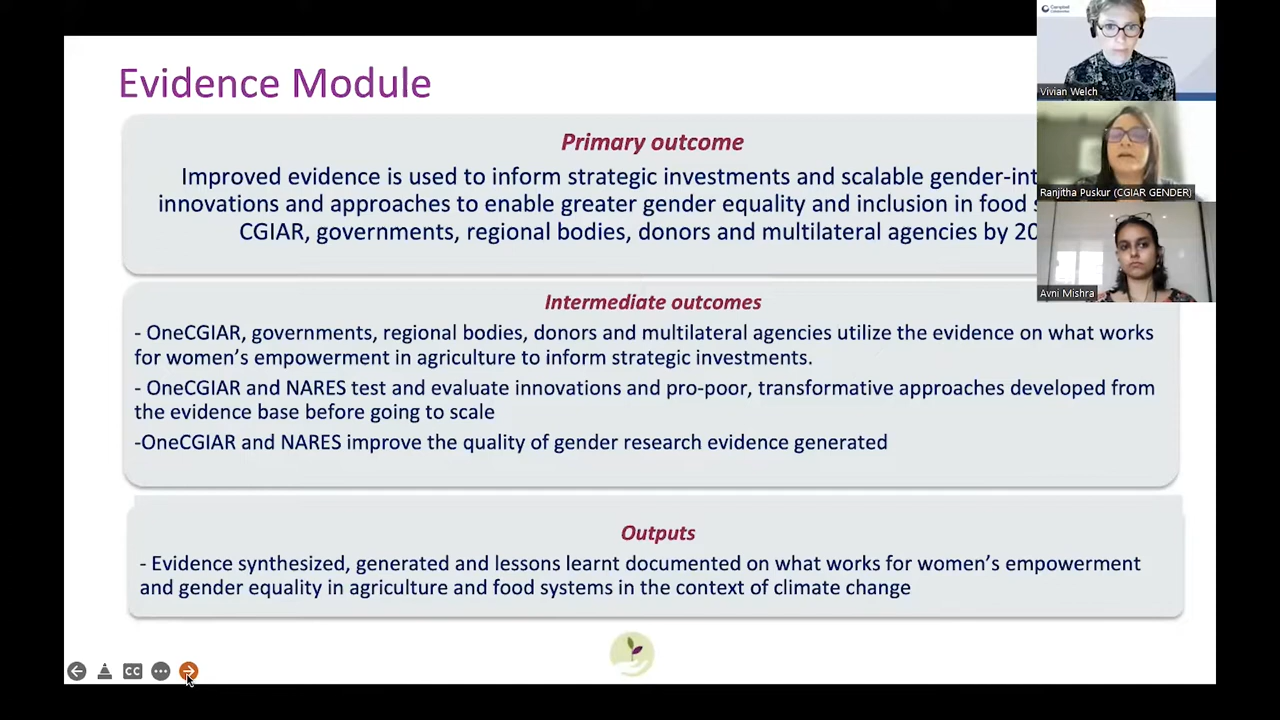 Evidence Module
Primary outcome
Improved evidence is used to inform strategic investments and scalable
innovations and approaches to enable greater gender equality and inclusion in food
CGIAR, governments, regional bodies, donors and multilateral agencies by
Intermediate outcomes
- OneCGIAR, governments, regional bodies, donors and multilateral agencies utilize the evidence on what works
for women’s empowerment in agriculture to inform strategic investments.
- OneCGIAR and NARES test and evaluate innovations and pro-poor, transformative approaches developed from
the evidence base before going to scale
-OneCGIAR and NARES improve the quality of gender research evidence generated
Outputs
- Evidence synthesized, generated and lessons learnt documented on what works for women’s empowerment
and gender equality in agriculture and food systems in the context of climate change
CC
Campbell
Collaboration
Vivian Welch
Ranjitha Puskur (CGIAR GENDER)
Avni Mishra